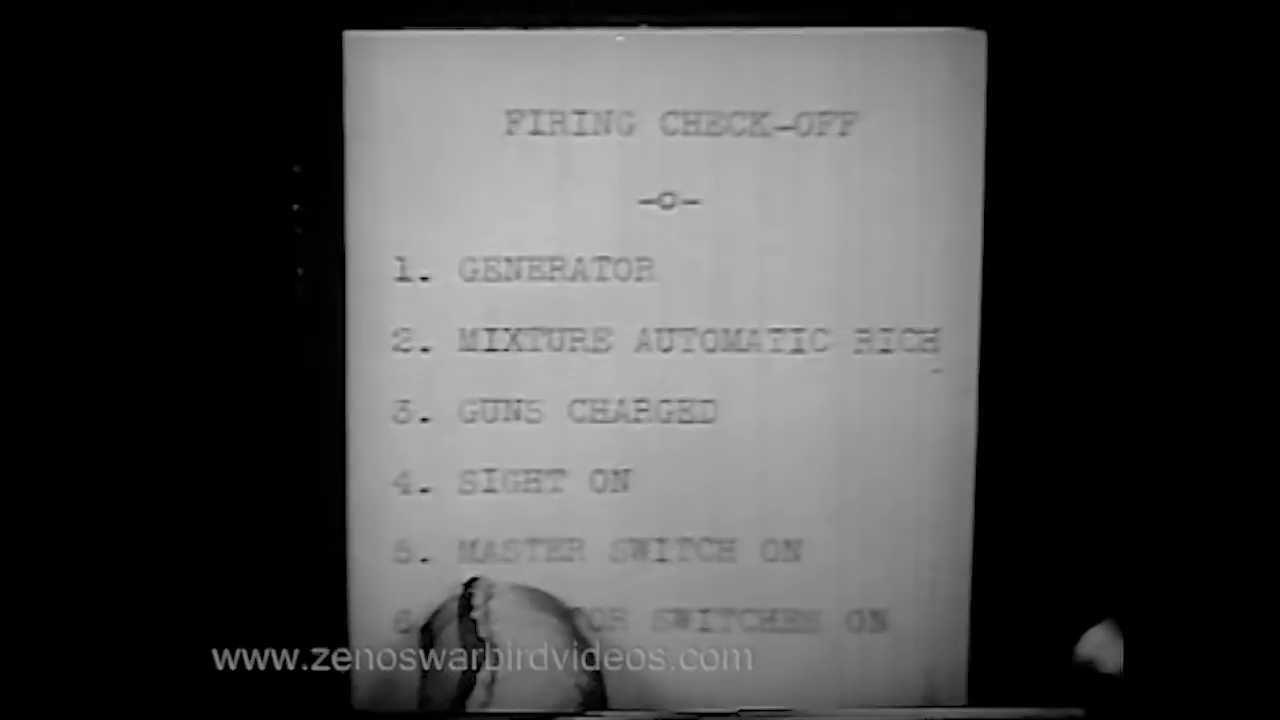 FIRING CHECK-OFF
-o-
1. GENERATOR
2. MIXTURE AUTOMATIC RICH
3. GUNS CHARGED
4. SIGHT ON
5. MASTER SWITCH ON
6. SWITCHES ON
www.zenoswarbirdvideos.com